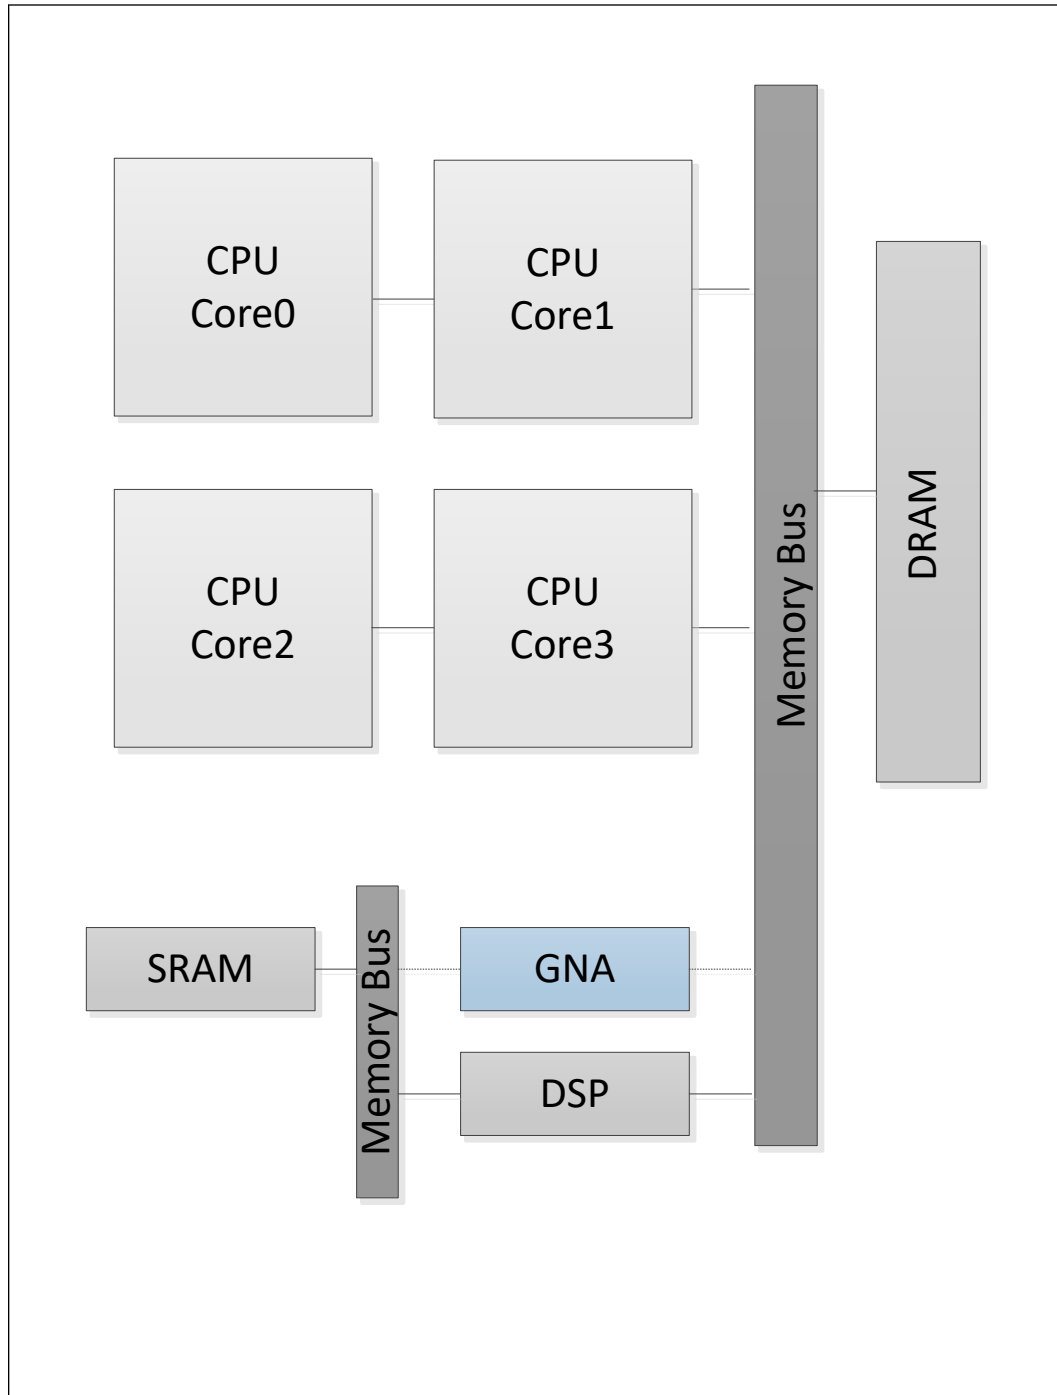 CPU
Core0
CPU
Core1
CPU
Core2
CPU
Core3
Memory Bus
DRAM
SRAM
Memory Bus
GNA
DSP